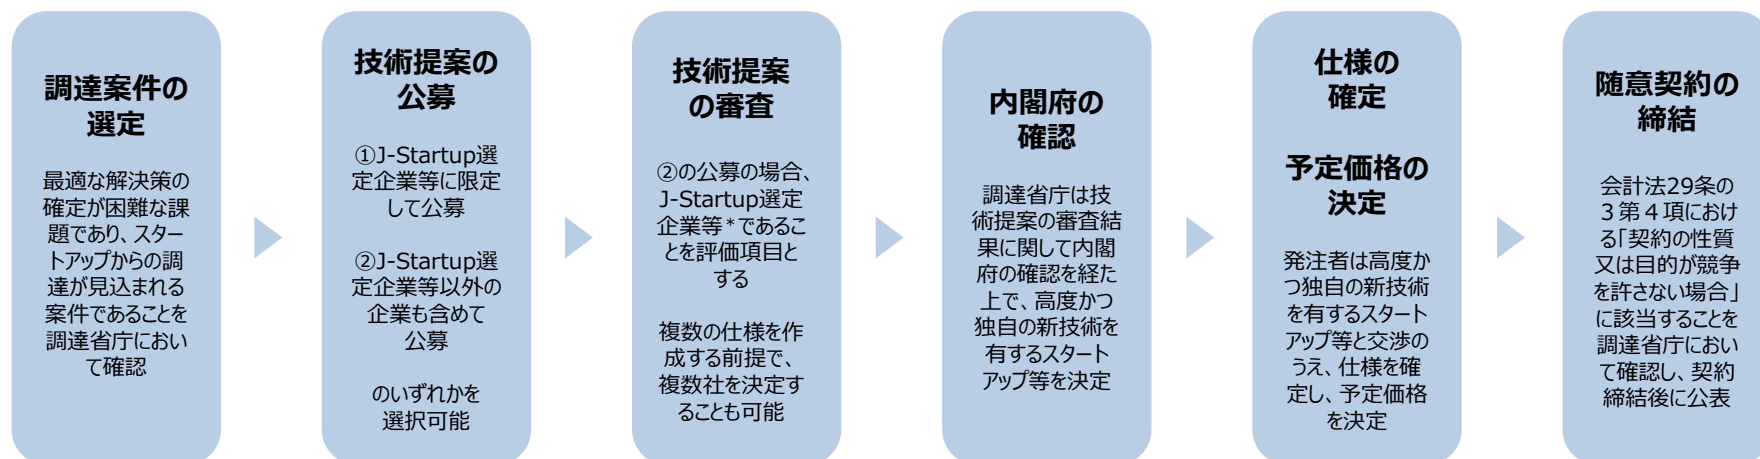 調達案件の
選定
最適な解決策の
確定が困難な課
題であり、スター
トアップからの調
達が見込まれる
案件であることを
調達省庁におい
て確認
技術提案の
公募
①J-Startup選
定企業等に限定
して公募
②J-Startup選
定企業等以外の
企業も含めて
公募
のいずれかを
選択可能
技術提案
の審査
②の公募の場合、
J-Startup選定
企業等*であるこ
とを評価項目と
する
複数の仕様を作
成する前提で、
複数社を決定す
ることも可能
内閣府の
確認
調達省庁は技
術提案の審査結
果に関して内閣
府の確認を経た
上で、高度かつ
独自の新技術を
有するスタート
アップ等を決定
仕様の
確定
予定価格の
決定
発注者は高度か
つ独自の新技術
を有するスタート
アップ等と交渉の
うえ、仕様を確
定し、予定価格
を決定
随意契約の
締結
会計法29条の
３第４項におけ
る「契約の性質
又は目的が競争
を許さない場合」
に該当することを
調達省庁におい
て確認し、契約
締結後に公表